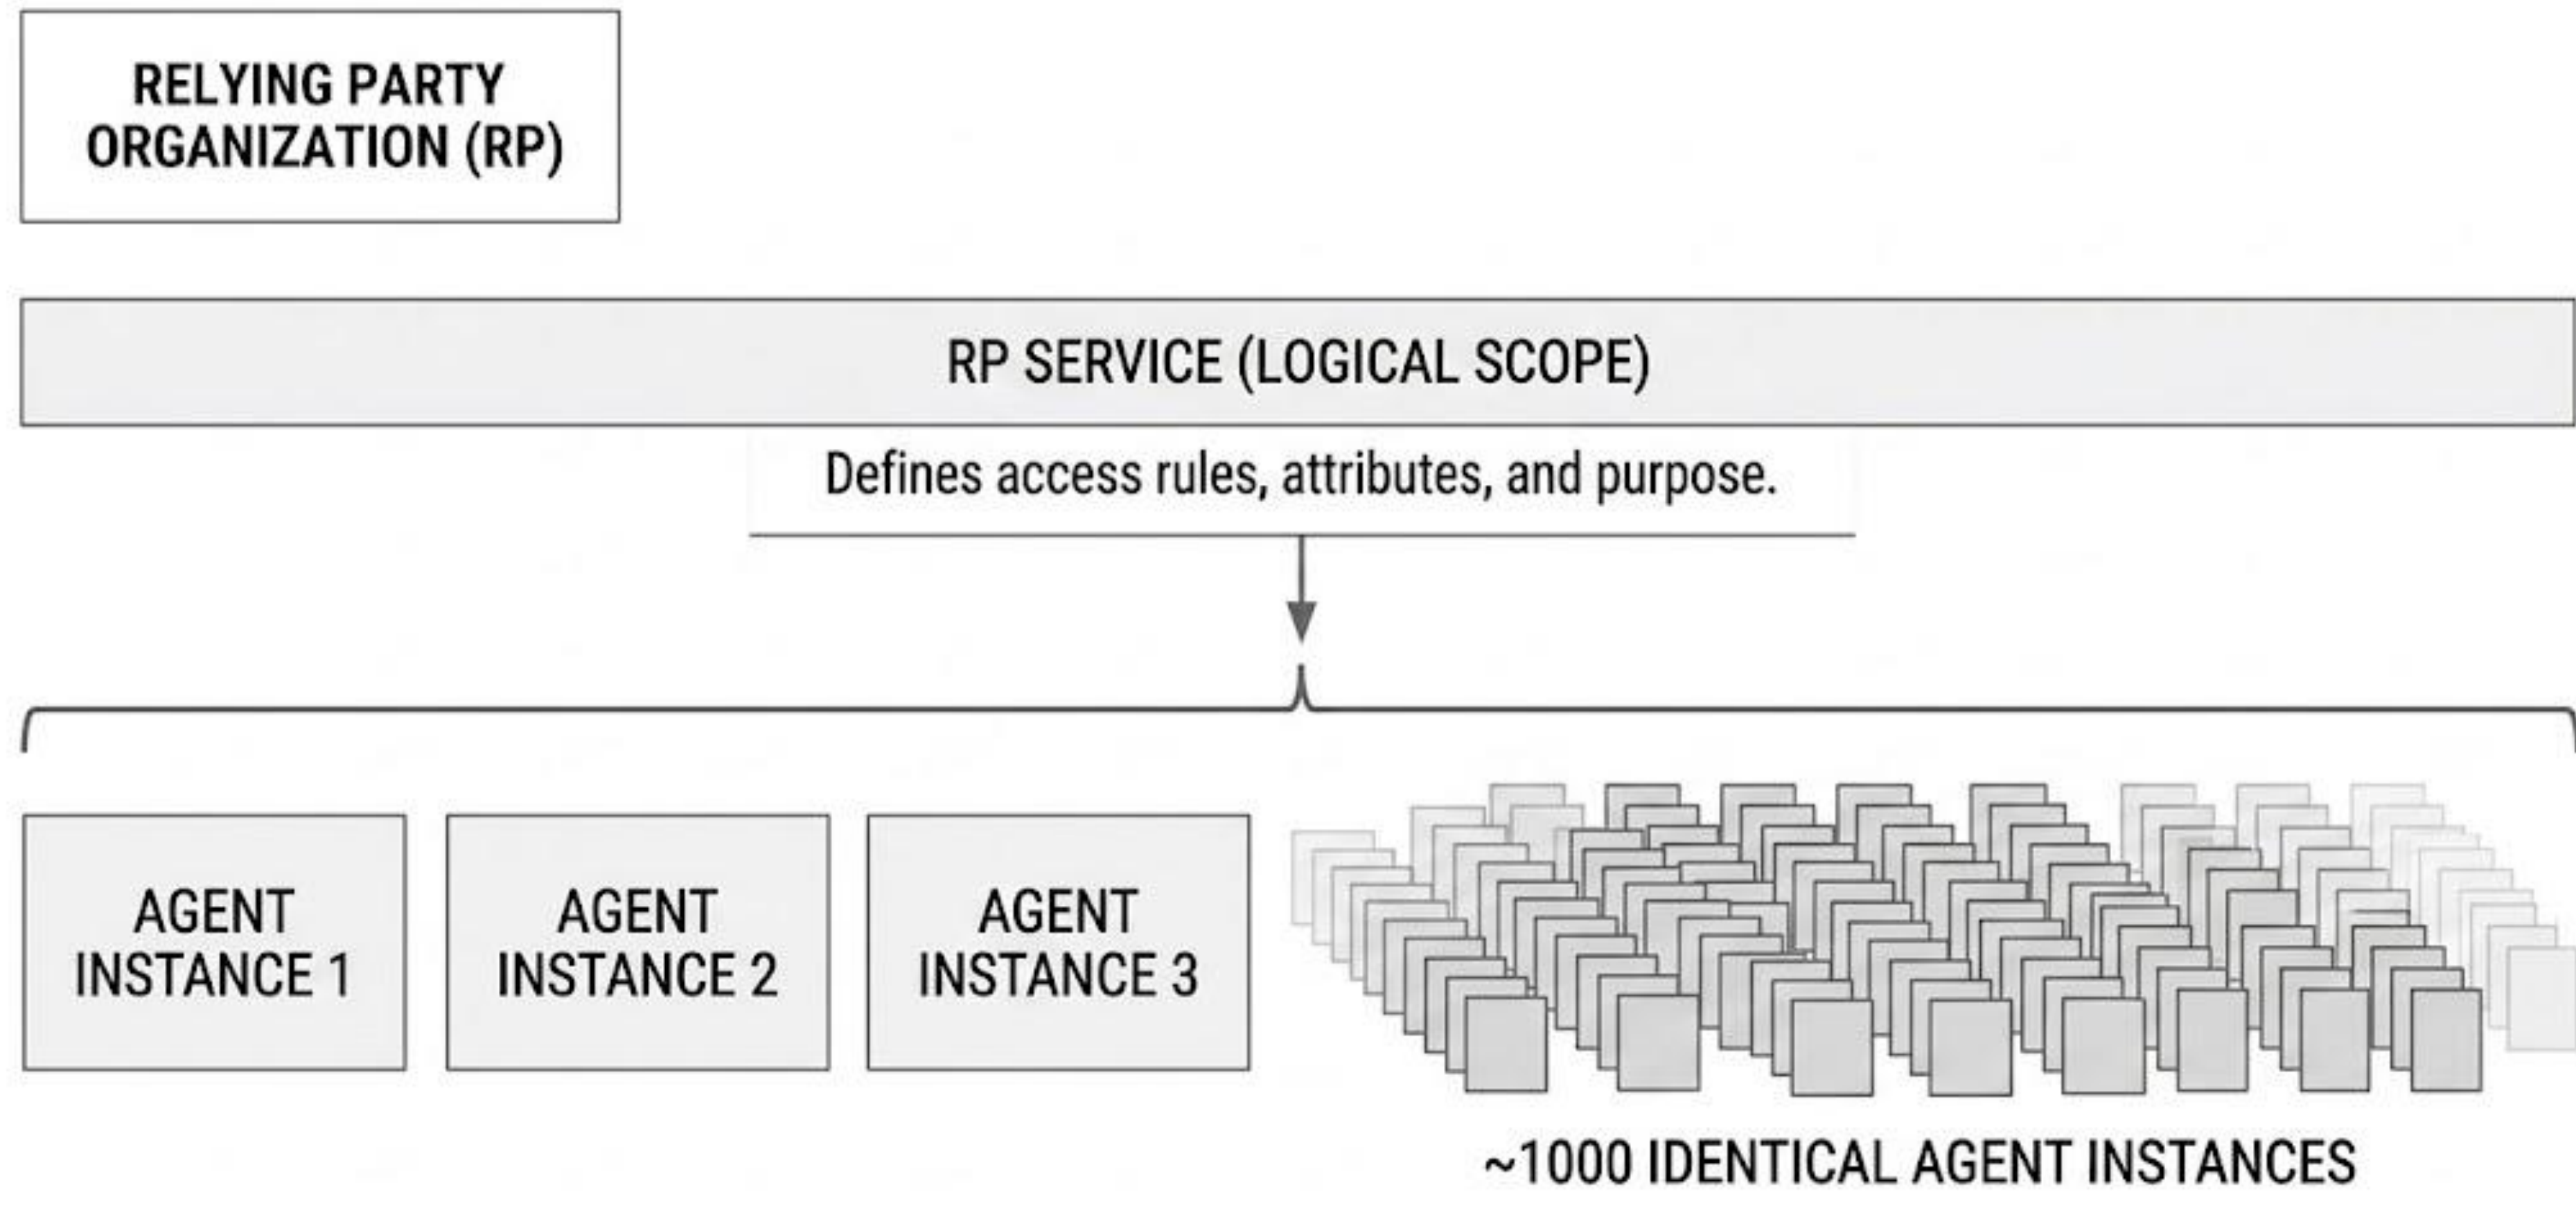 RELYING PARTY
ORGANIZATION (RP)
RP SERVICE (LOGICAL SCOPE)
Defines access rules, attributes, and purpose.
AGENT
INSTANCE 1
AGENT
INSTANCE 2
AGENT
INSTANCE 3
~1000 IDENTICAL AGENT INSTANCES